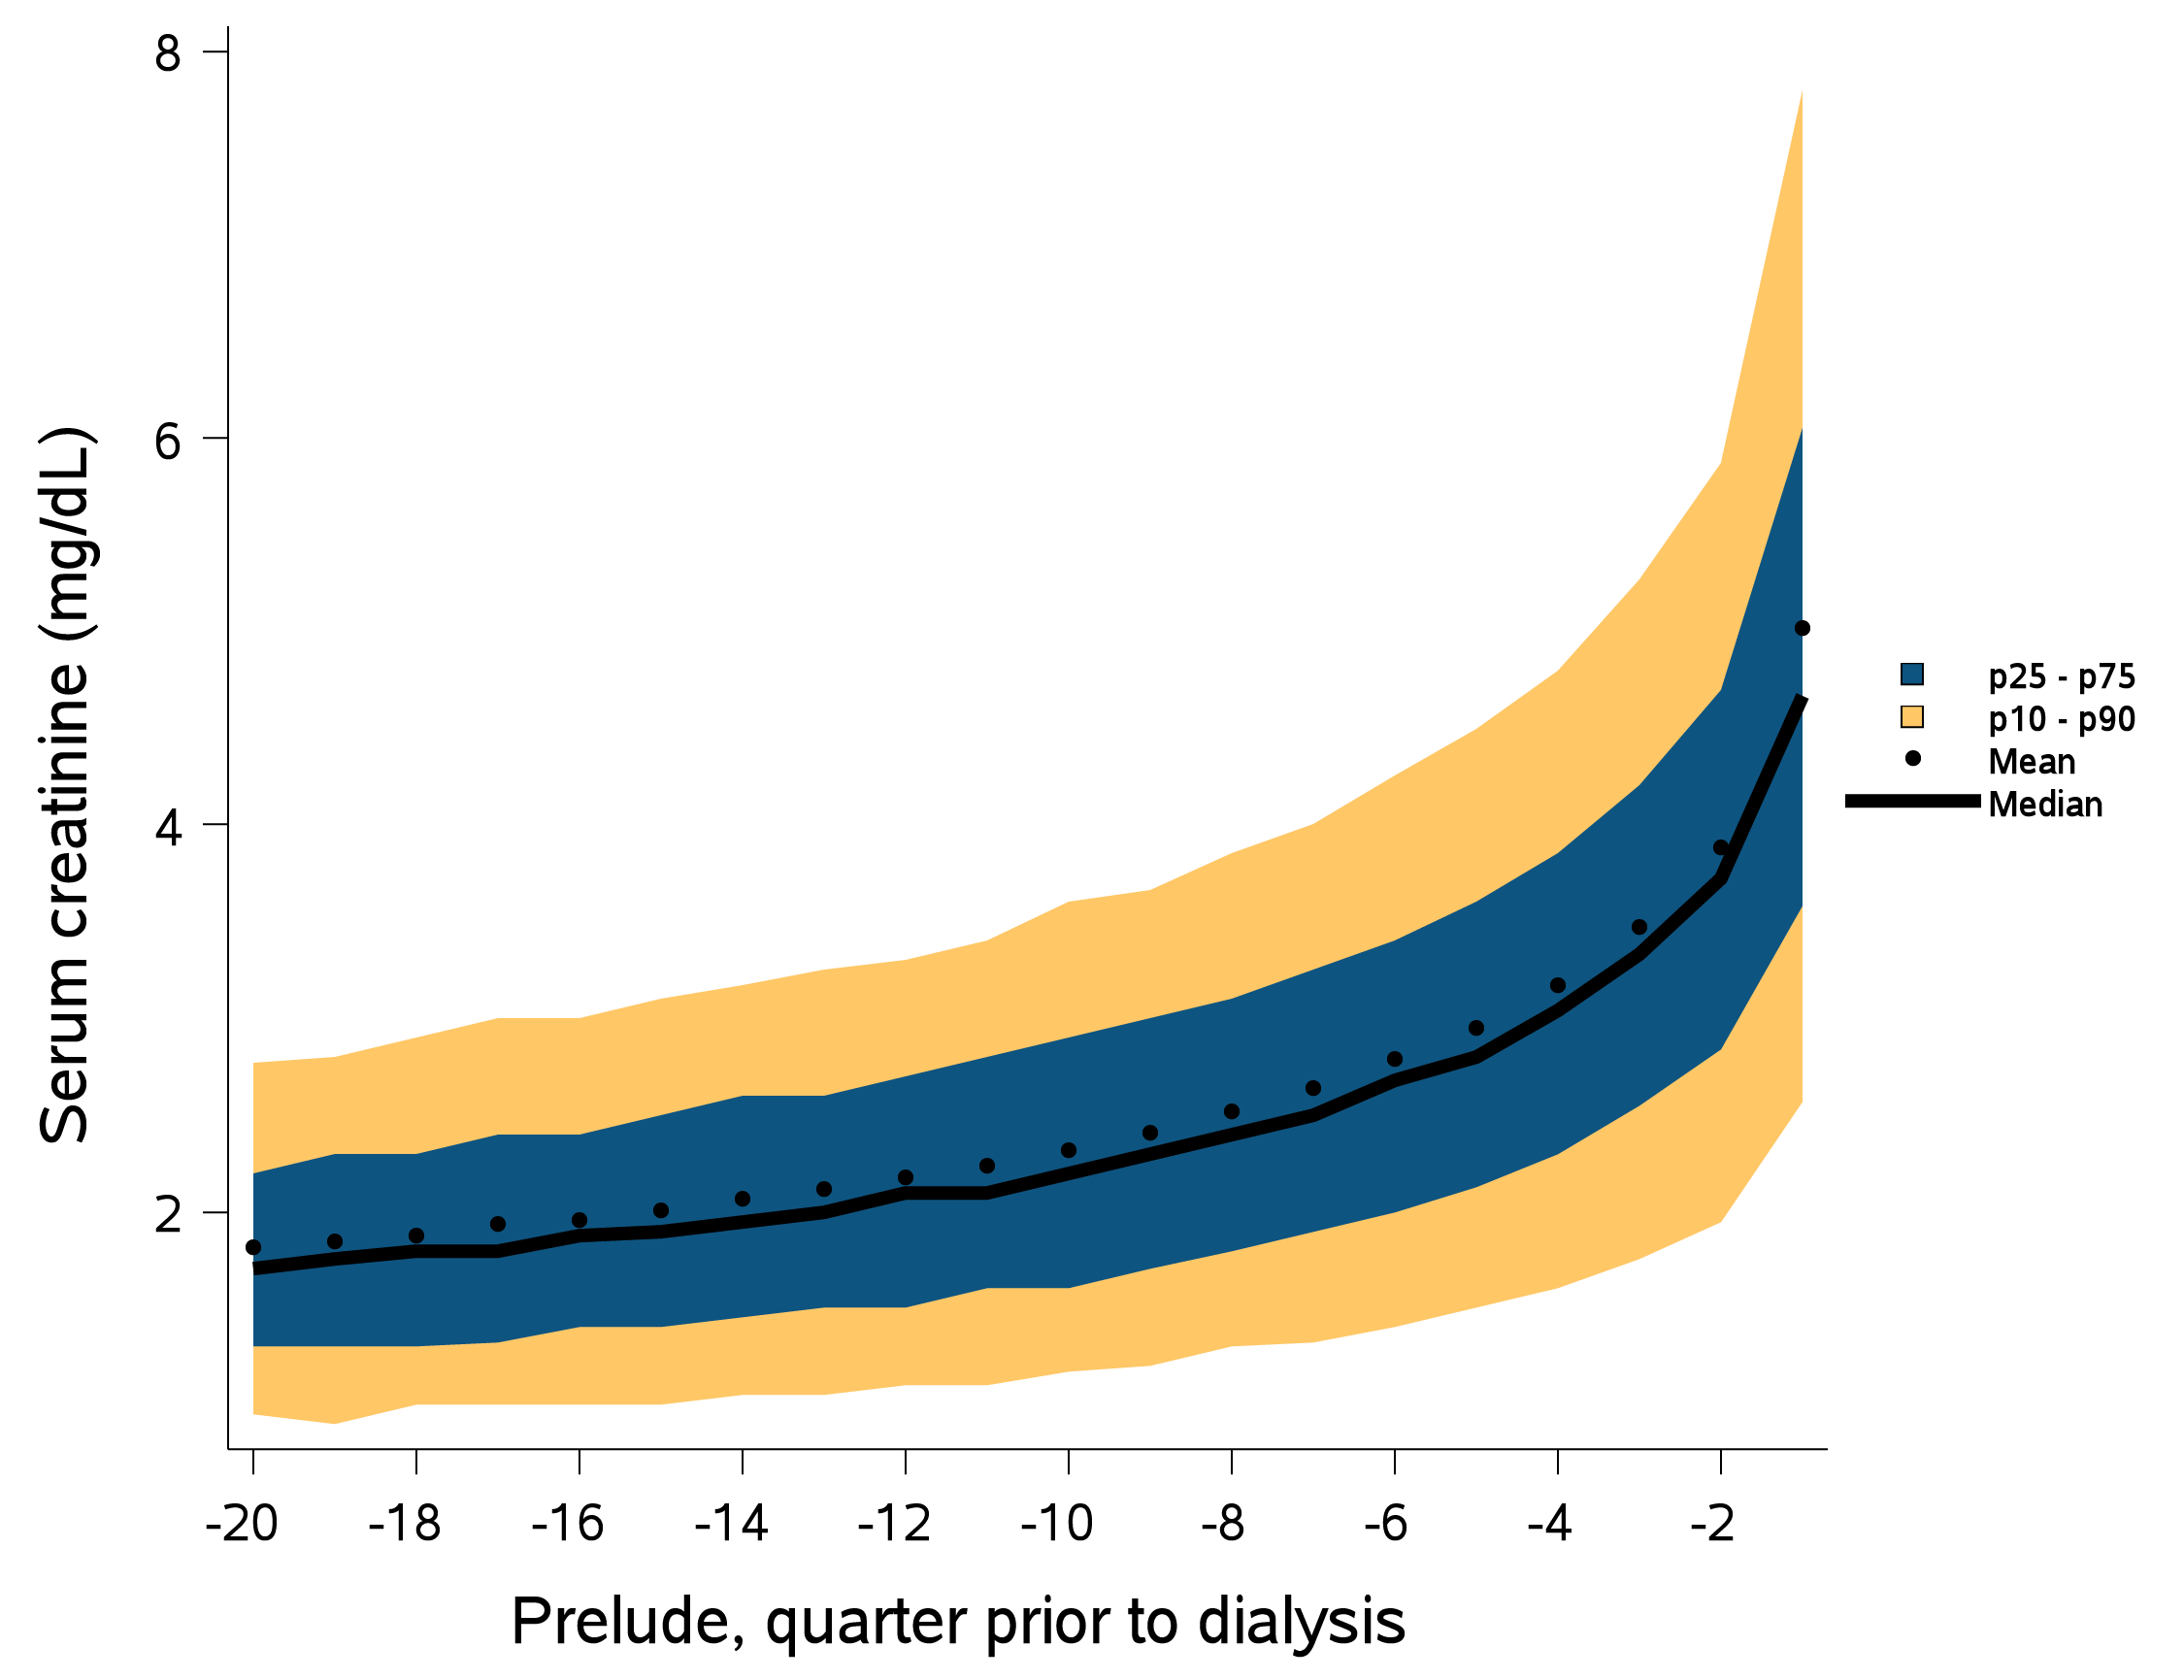 8
6
4
2
Serum creatinine (mg/dL)
-20 -18 -16 -14 -12 -10 -8 -6 -4 -2
Prelude, quarter prior to dialysis
p25 - p75
p10 - p90
Mean
Median